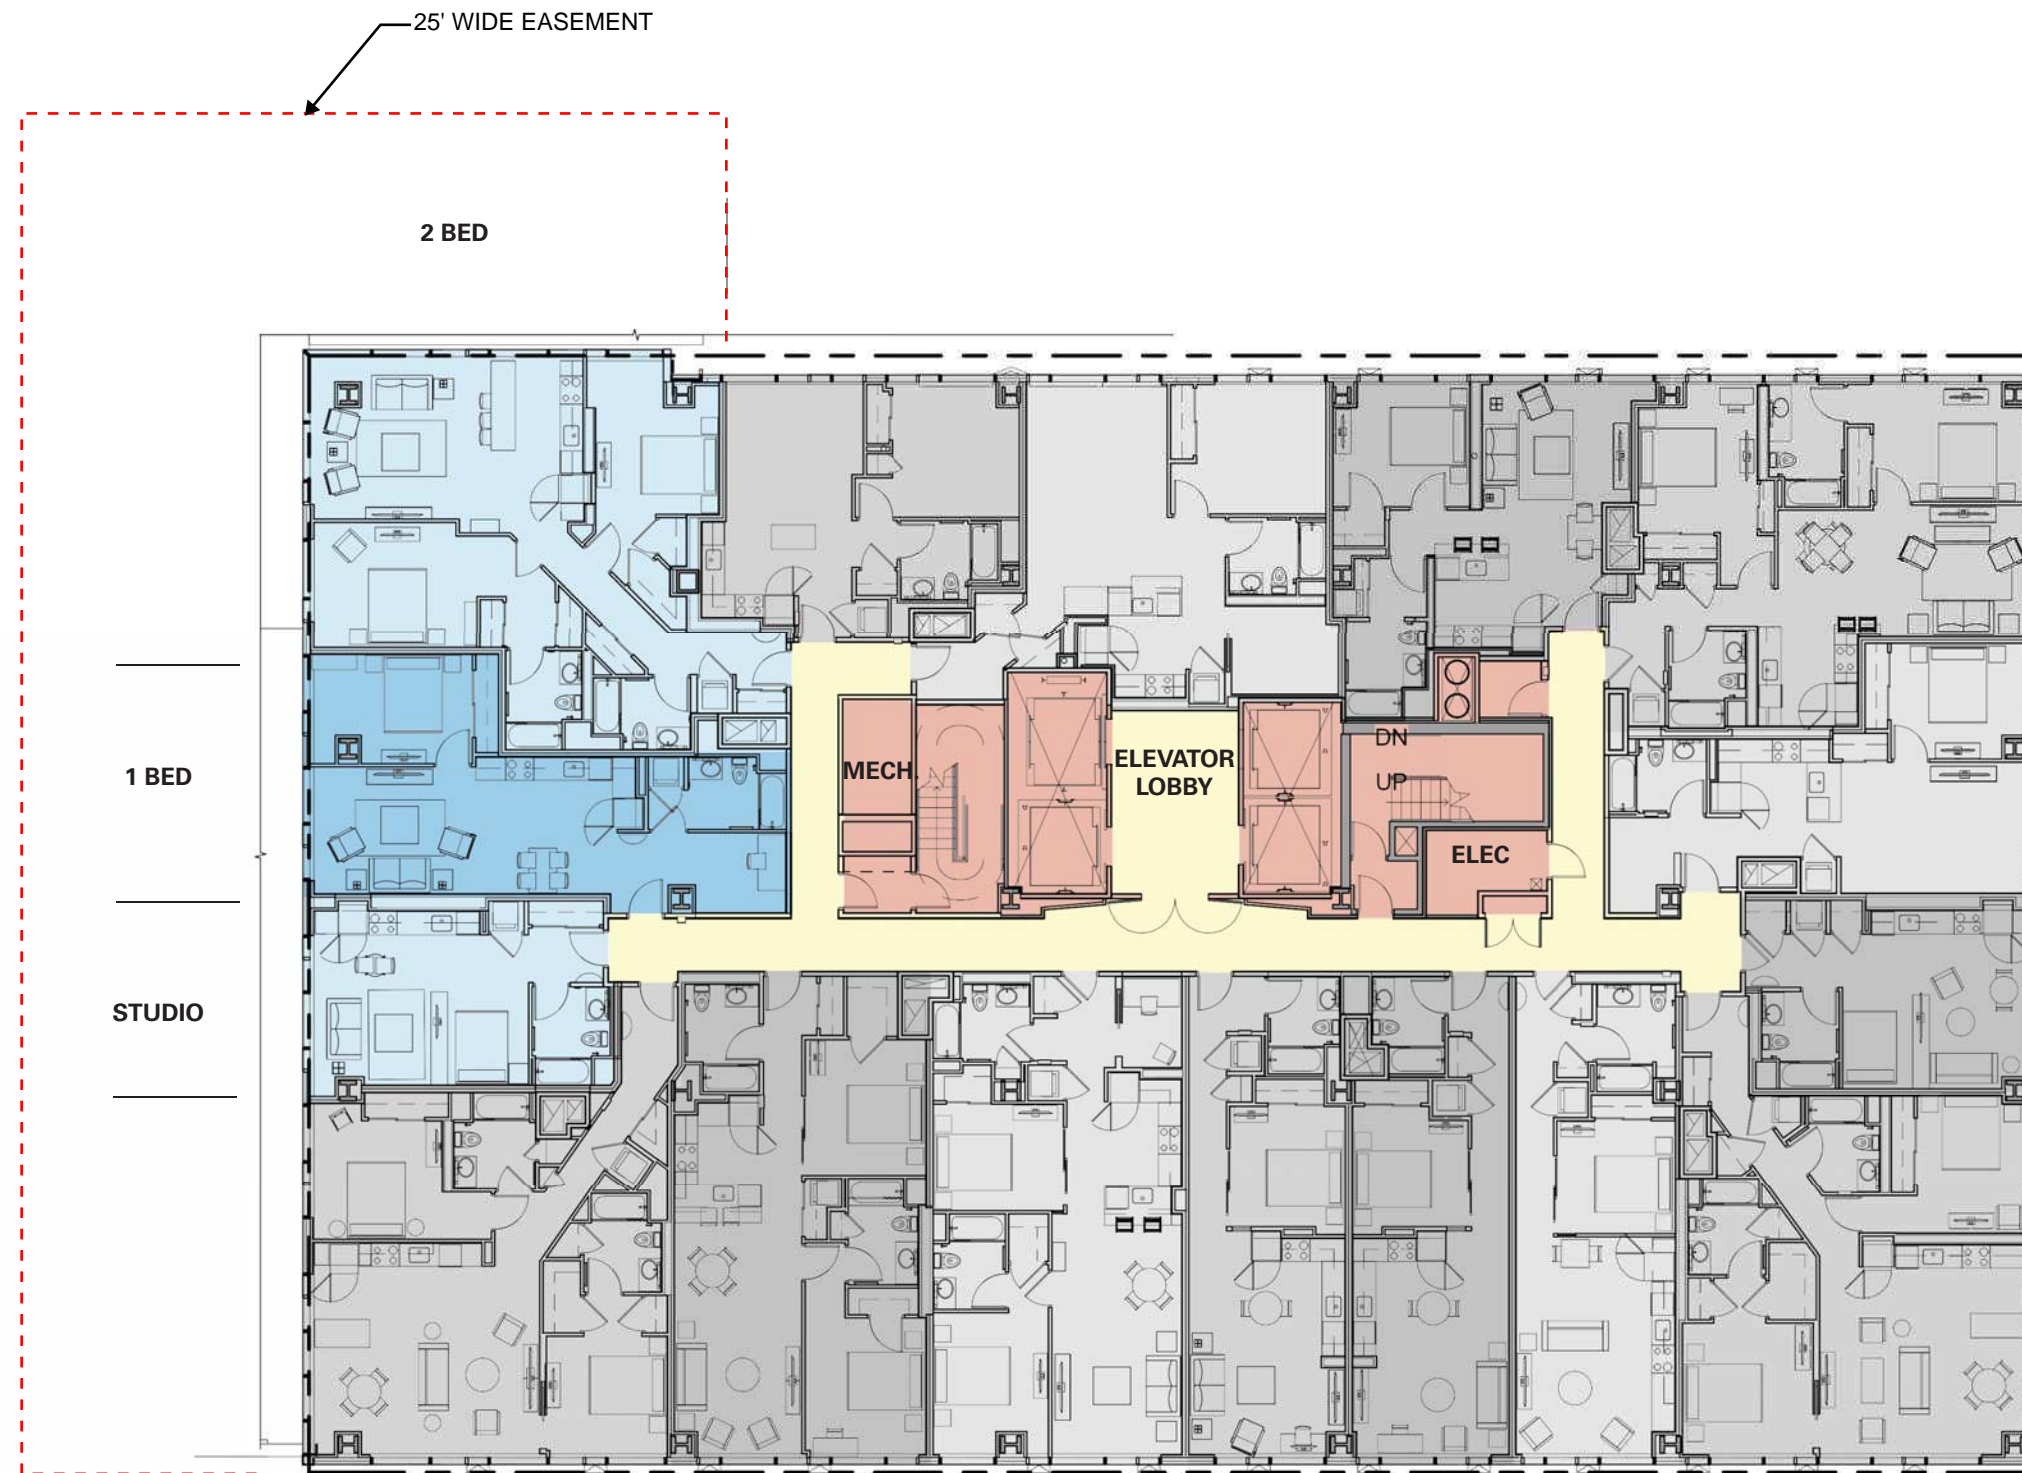 25' WIDE EASEMENT
2 BED
1 BED
MECH.
ELEVATOR
LOBBY
DN
UP
ELEC
STUDIO